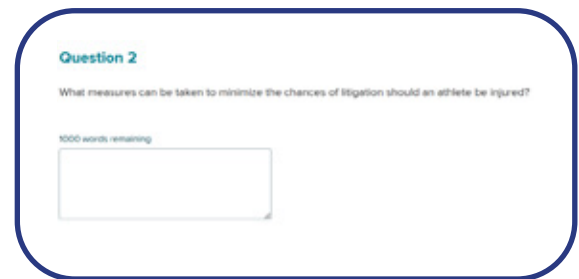 Question 2
What measures can be taken to minimize the chances of litigation should an athlete be injured?
1000 words remaining